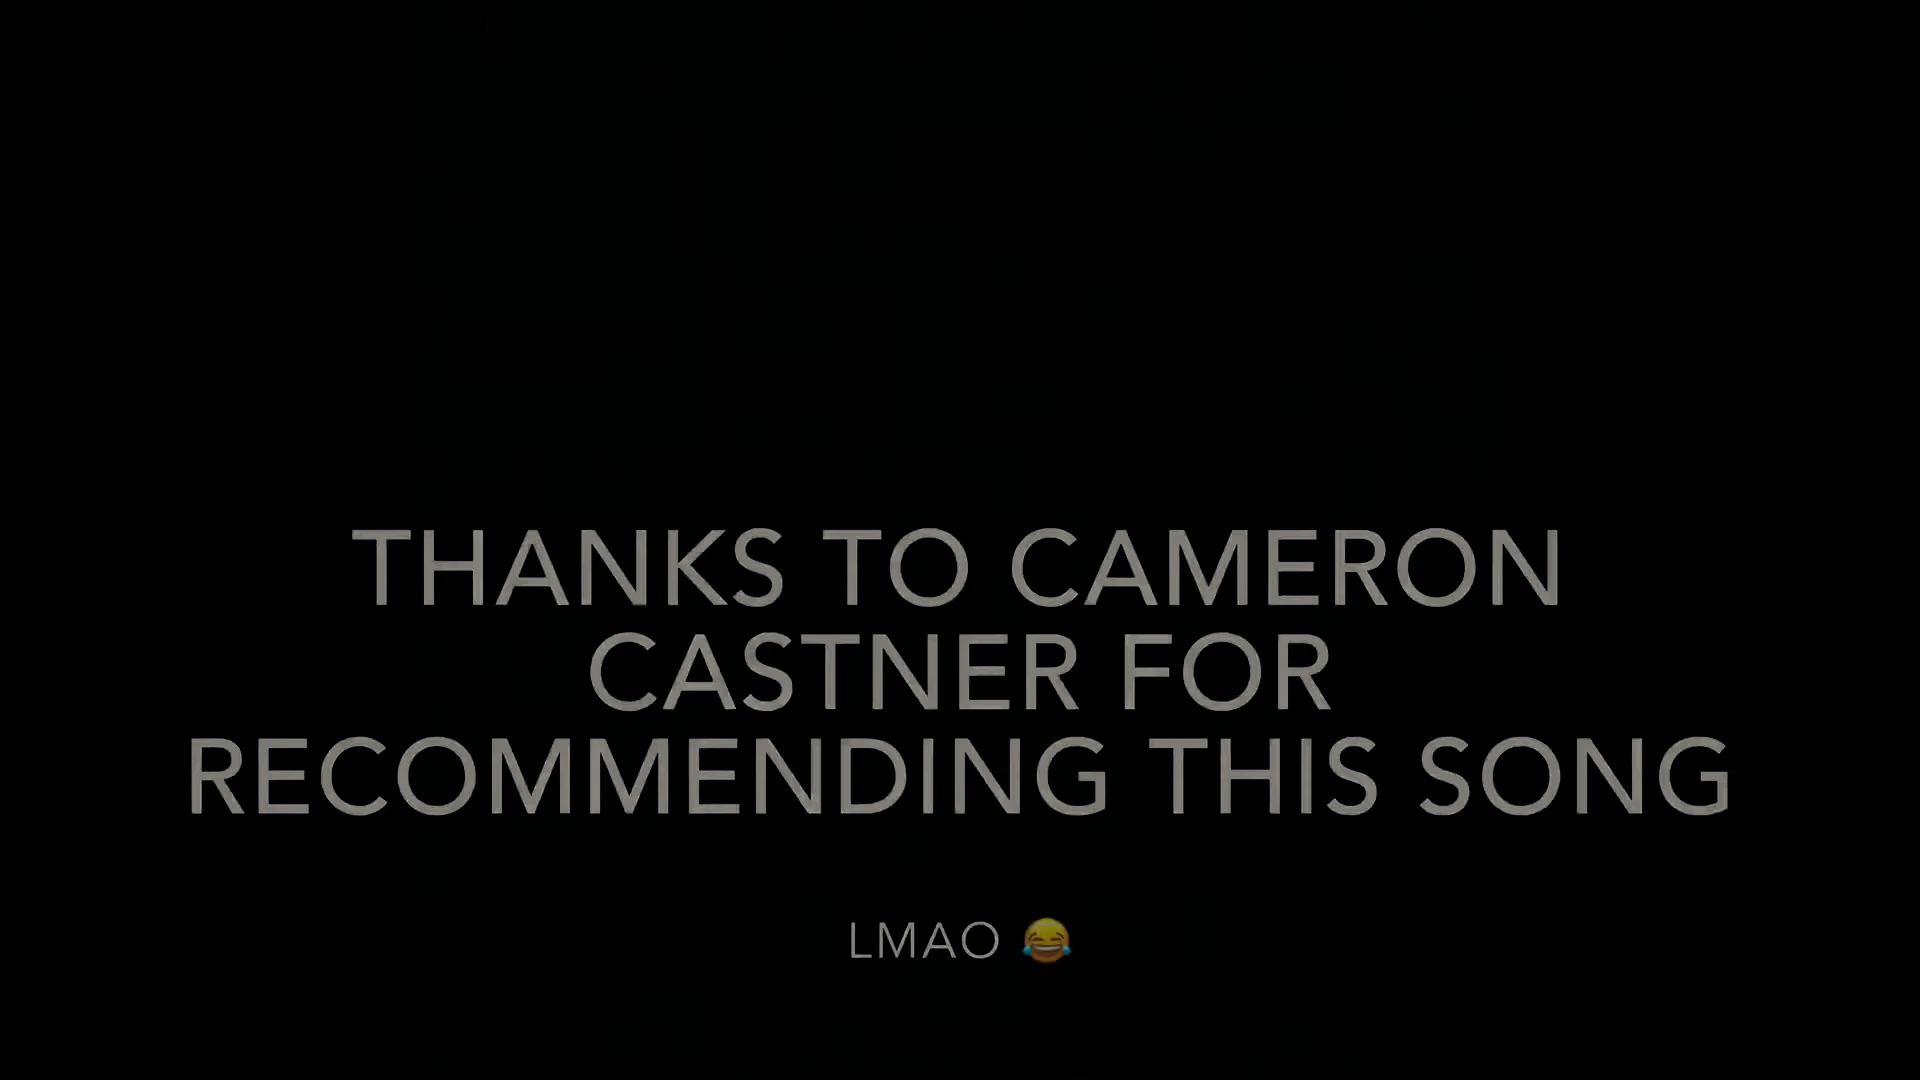 THANKS TO CAMERON
CASTNER FOR
RECOMMENDING THIS SONG
LMAO 😂